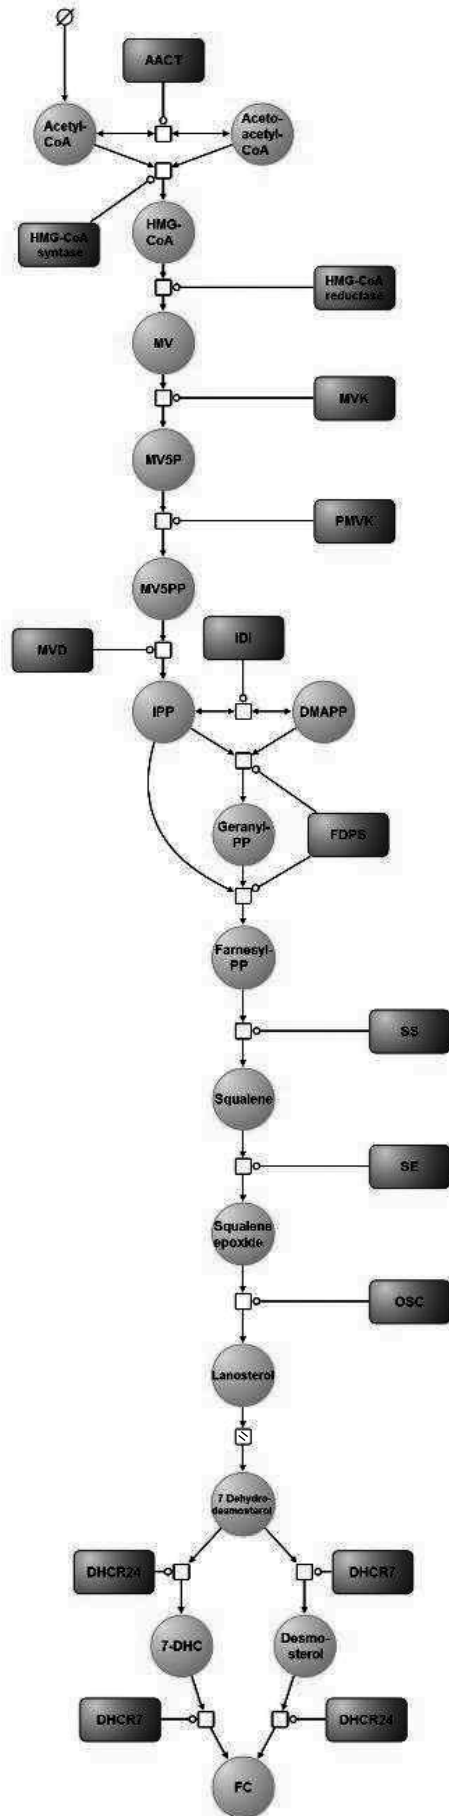 AACT
Acetyl-
CoA
Aceto-
acetyl-
CoA
HMG-CoA
syntase
HMG-
CoA
HMG-CoA
reductase
MV
MVK
MV5P
PMVK
MV5PP
MVD
IDI
IPP
DMAPP
Geranyl-
PP
FDPS
Farnesyl-
PP
SS
Squalene
SE
Squalene
epoxide
OSC
Lanosterol
7 Dehydro-
desmosterol
DHCR24
DHCR7
7-DHC
Desmo-
sterol
DHCR7
DHCR24
FC